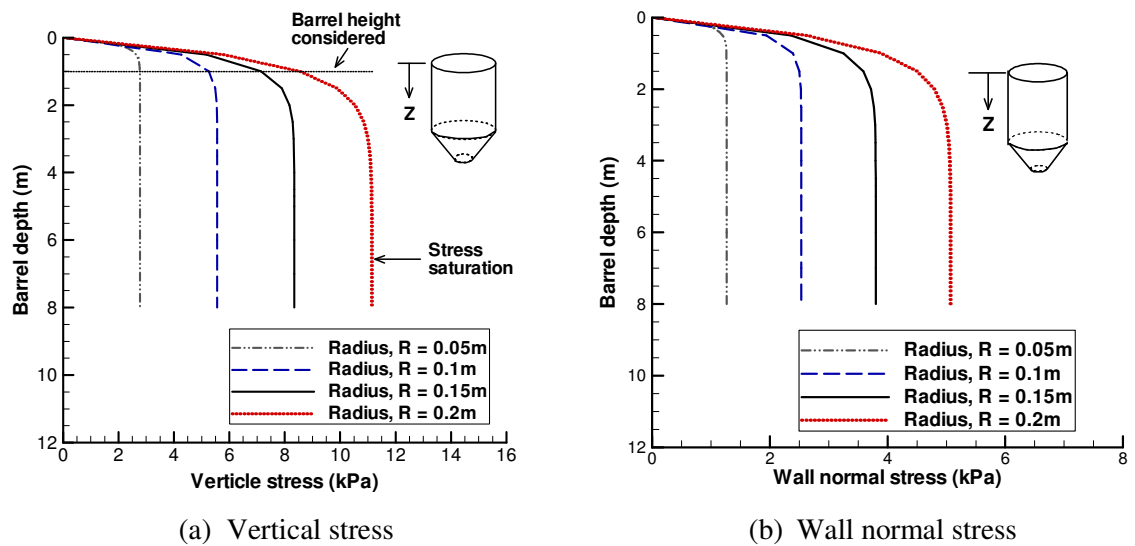 Barrel height
considered
0
2
4
6
8
10
12
Barrel depth (m)
Z
Stress
saturation
Radius, R = 0.05m
Radius, R = 0.1m
Radius, R = 0.15m
Radius, R = 0.2m
0 2 4 6 8 10 12 14 16
Verticle stress (kPa)
(a) Vertical stress
0
2
4
6
8
10
12
Barrel depth (m)
Z
Radius, R = 0.05m
Radius, R = 0.1m
Radius, R = 0.15m
Radius, R = 0.2m
0 2 4 6 8
Wall normal stress (kPa)
(b) Wall normal stress